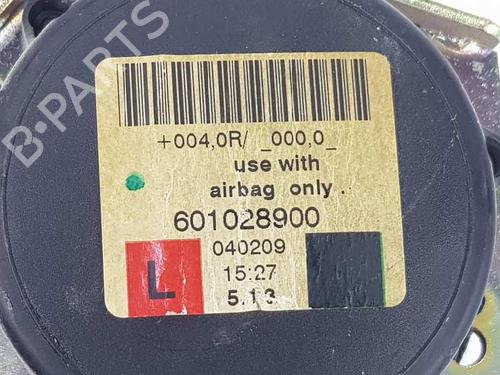 B-PARTS
+004,0R/ _000,0_
use with
airbag only .
601028900
040209
L
15:27
5.13